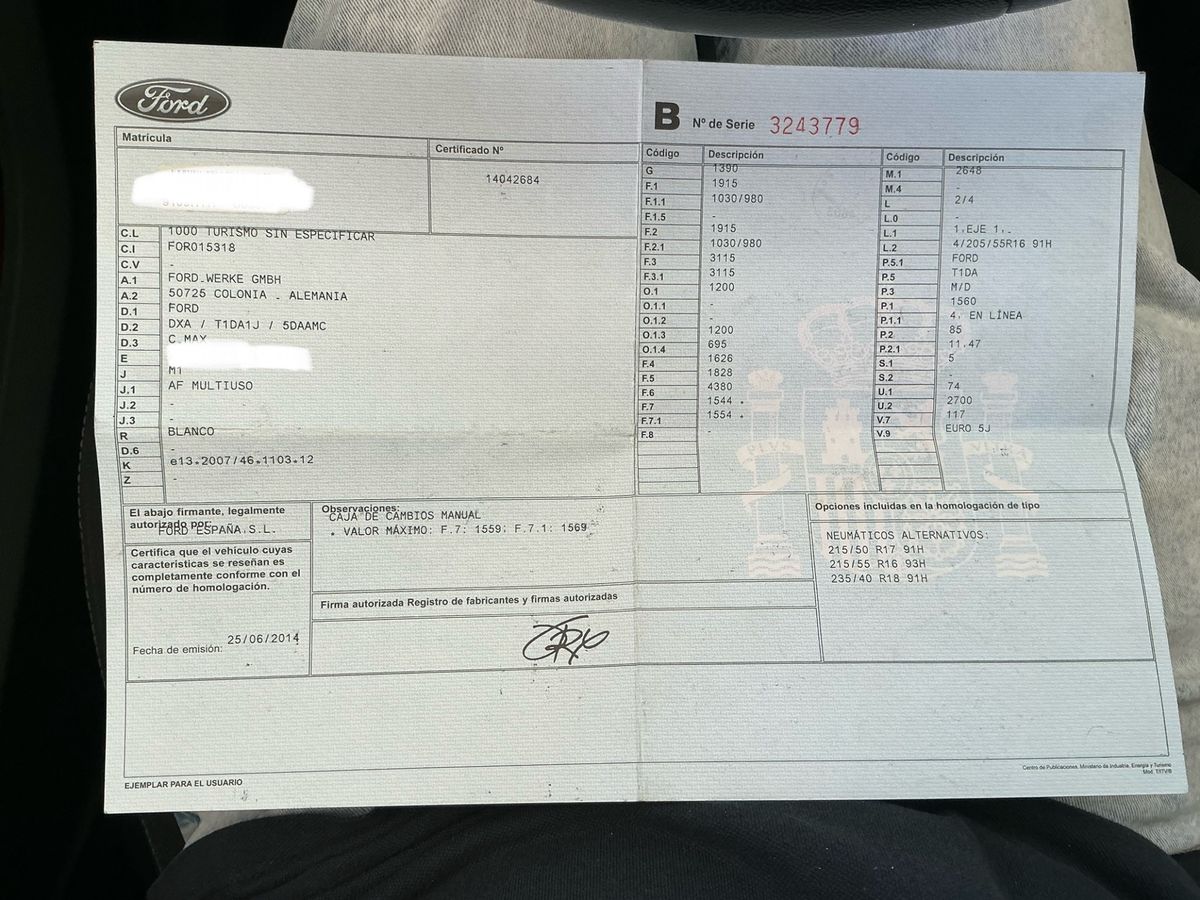 Ford
B Nº de Serie 3243779
Matrícula
Certificado Nº
14042684
C.L 1000 TURISMO SIN ESPECIFICAR
C.I FOR015318
C.V -
A.1 FORD-WERKE GMBH
A.2 50725 COLONIA - ALEMANIA
D.1 FORD
D.2 DXA / T1DA1J / 5DAAMC
D.3 C-MAX
E
J M1
J.1 AF MULTIUSO
J.2 -
J.3 -
R BLANCO
D.6 -
K e13*2007/46*1103*12
Z -
Código Descripción
G 1390
F.1 1915
F.1.1 1030/980
F.1.5 -
F.2 1915
F.2.1 1030/980
F.3 3115
F.3.1 3115
O.1 1200
O.1.1 -
O.1.2 -
O.1.3 1200
O.1.4 695
F.4 1626
F.5 1828
F.6 4380
F.7 1544 *
F.7.1 1554 *
F.8 -
Código Descripción
M.1 2648
M.4 -
L 2/4
L.0 -
L.1 1, EJE 1.-
L.2 4/205/55R16 91H
P.5.1 FORD
P.5 T1DA
P.3 M/D
P.1 1560
P.1.1 4, EN LÍNEA
P.2 85
P.2.1 11,47
S.1 5
S.2 -
U.1 74
U.2 2700
V.7 117
V.9 EURO 5J
PLVS
El abajo firmante, legalmente
autorizado por:
FORD ESPAÑA S.L.
Certifica que el vehículo cuyas
características se reseñan es
completamente conforme con el
número de homologación.
Fecha de emisión: 25/06/2014
Observaciones:
CAJA DE CAMBIOS MANUAL
* VALOR MÁXIMO: F.7: 1559; F.7.1: 1569
Firma autorizada Registro de fabricantes y firmas autorizadas
Opciones incluidas en la homologación de tipo
NEUMÁTICOS ALTERNATIVOS:
215/50 R17 91H
215/55 R16 93H
235/40 R18 91H
EJEMPLAR PARA EL USUARIO
Centro de Publicaciones. Ministerio de Industria, Energía y Turismo